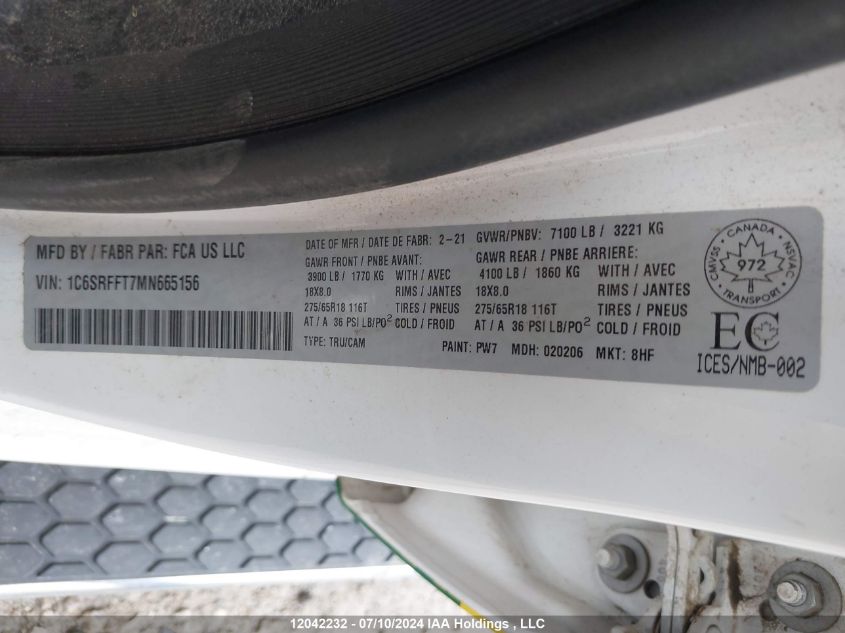 MFD BY / FABR PAR: FCA US LLC
VIN: 1C6SRFFT7MN665156
DATE OF MFR / DATE DE FABR: 2-21 GVWR/PNBV: 7100 LB / 3221 KG
GAWR FRONT / PNBE AVANT: GAWR REAR / PNBE ARRIERE:
3900 LB / 1770 KG WITH / AVEC 4100 LB / 1860 KG WITH / AVEC
18X8.0 RIMS / JANTES 18X8.0 RIMS / JANTES
275/65R18 116T TIRES / PNEUS 275/65R18 116T TIRES / PNEUS
AT / A 36 PSI LB/PO² COLD / FROID AT / A 36 PSI LB/PO² COLD / FROID
TYPE: TRU/CAM PAINT: PW7 MDH: 020206 MKT: 8HF
CANADA
CMVSS 972 NSVAC
TRANSPORT
EC
ICES/NMB-002
12042232 - 07/10/2024 IAA Holdings , LLC